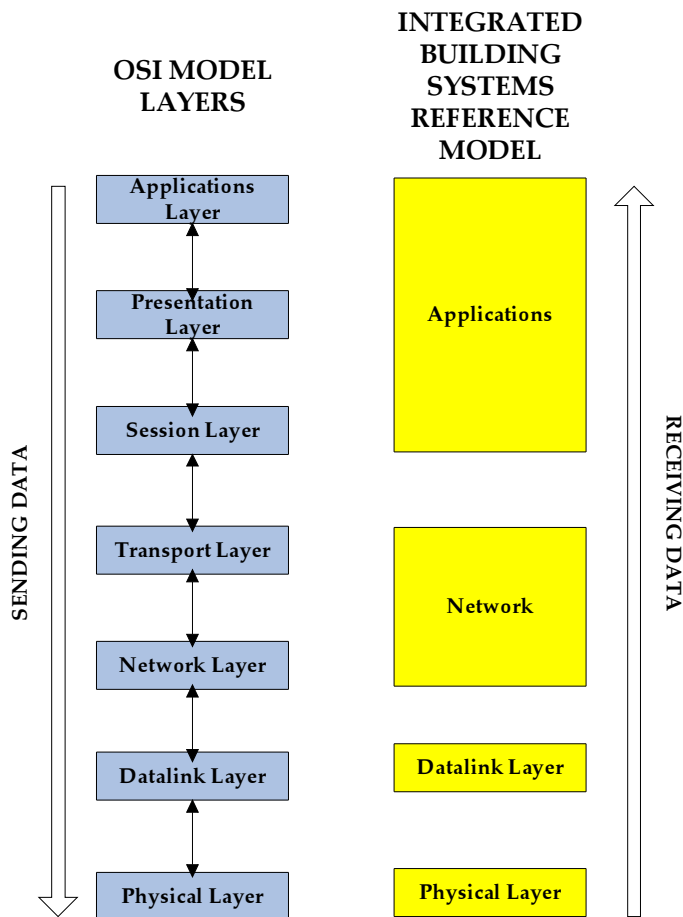 OSI MODEL
LAYERS
INTEGRATED
BUILDING
SYSTEMS
REFERENCE
MODEL
SENDING DATA
Applications
Layer
Presentation
Layer
Session Layer
Transport Layer
Network Layer
Datalink Layer
Physical Layer
Applications
Network
Datalink Layer
Physical Layer
RECEIVING DATA